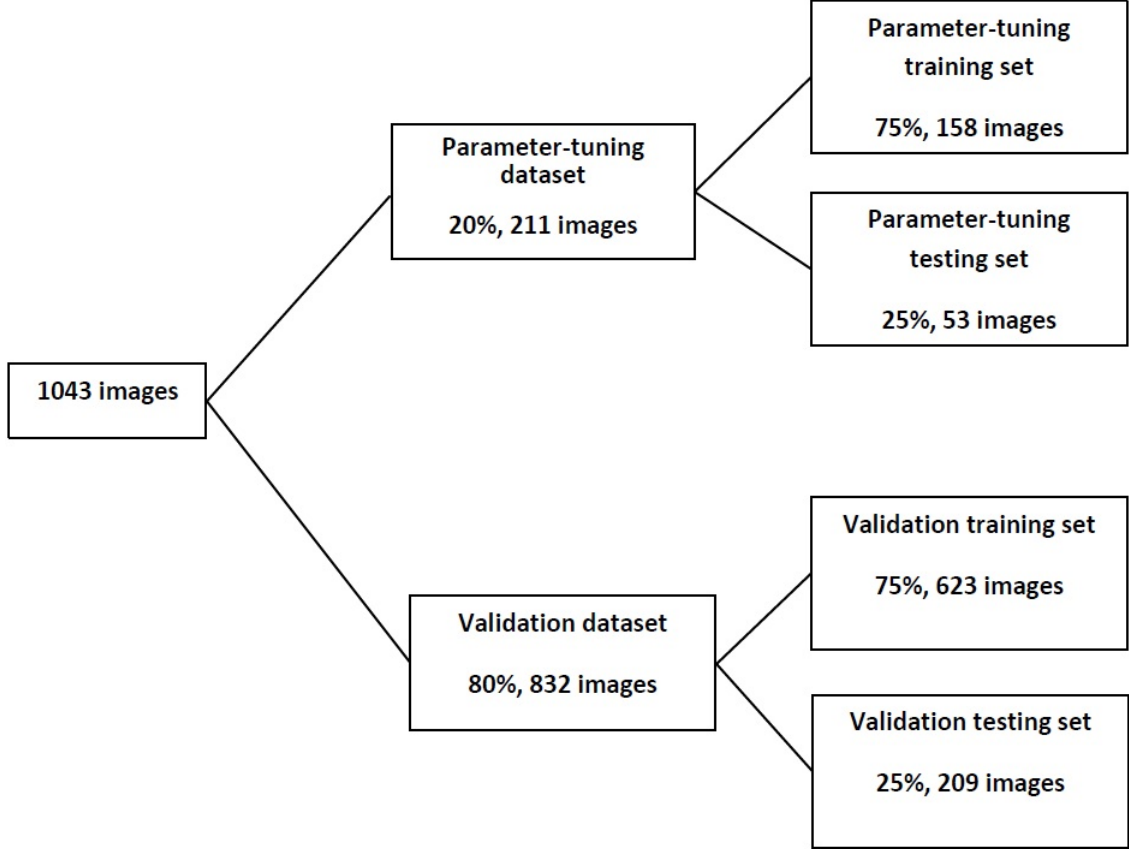 1043 images
Parameter-tuning
dataset
20%, 211 images
Parameter-tuning
training set
75%, 158 images
Parameter-tuning
testing set
25%, 53 images
Validation dataset
80%, 832 images
Validation training set
75%, 623 images
Validation testing set
25%, 209 images